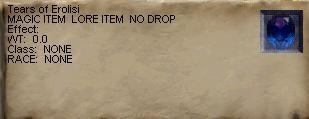 Tears of Erolisi
MAGIC ITEM LORE ITEM NO DROP
Effect:
WT: 0.0
Class: NONE
RACE: NONE